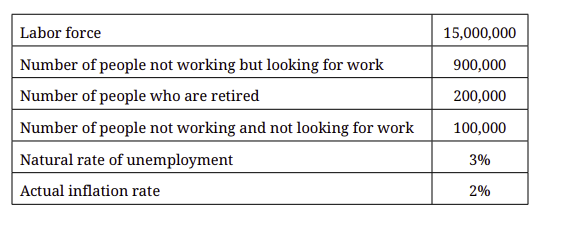 Labor force 15,000,000
Number of people not working but looking for work 900,000
Number of people who are retired 200,000
Number of people not working and not looking for work 100,000
Natural rate of unemployment 3%
Actual inflation rate 2%